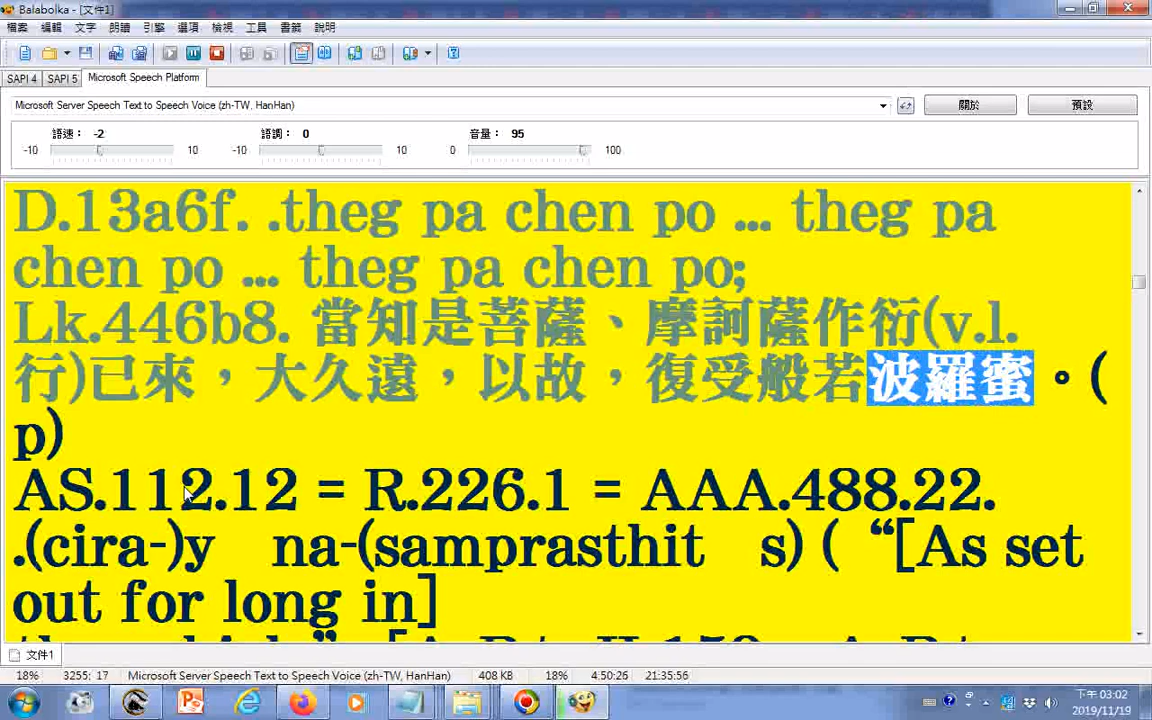 Balabolka - [文件1]
檔案 編輯 文字 朗讀 引擎 選項 檢視 工具 書籤 說明
SAPI 4 SAPI 5 Microsoft Speech Platform
Microsoft Server Speech Text to Speech Voice (zh-TW, HanHan) 關於 預設
語速： -2 語調： 0 音量： 95
-10 10 -10 10 0 100
D.13a6f. .theg pa chen po ... theg pa
chen po ... theg pa chen po;
Lk.446b8. 當知是菩薩、摩訶薩作衍(v.l.
行)已來，大久遠，以故，復受般若波羅蜜。(
p)
AS.112.12 = R.226.1 = AAA.488.22.
.(cira-)y na-(samprasthit s) ( “[As set
out for long in]
文件1
18% 3255: 17 Microsoft Server Speech Text to Speech Voice (zh-TW, HanHan) 408 KB 18% 4:50:26 21:35:56
下午 03:02
2019/11/19